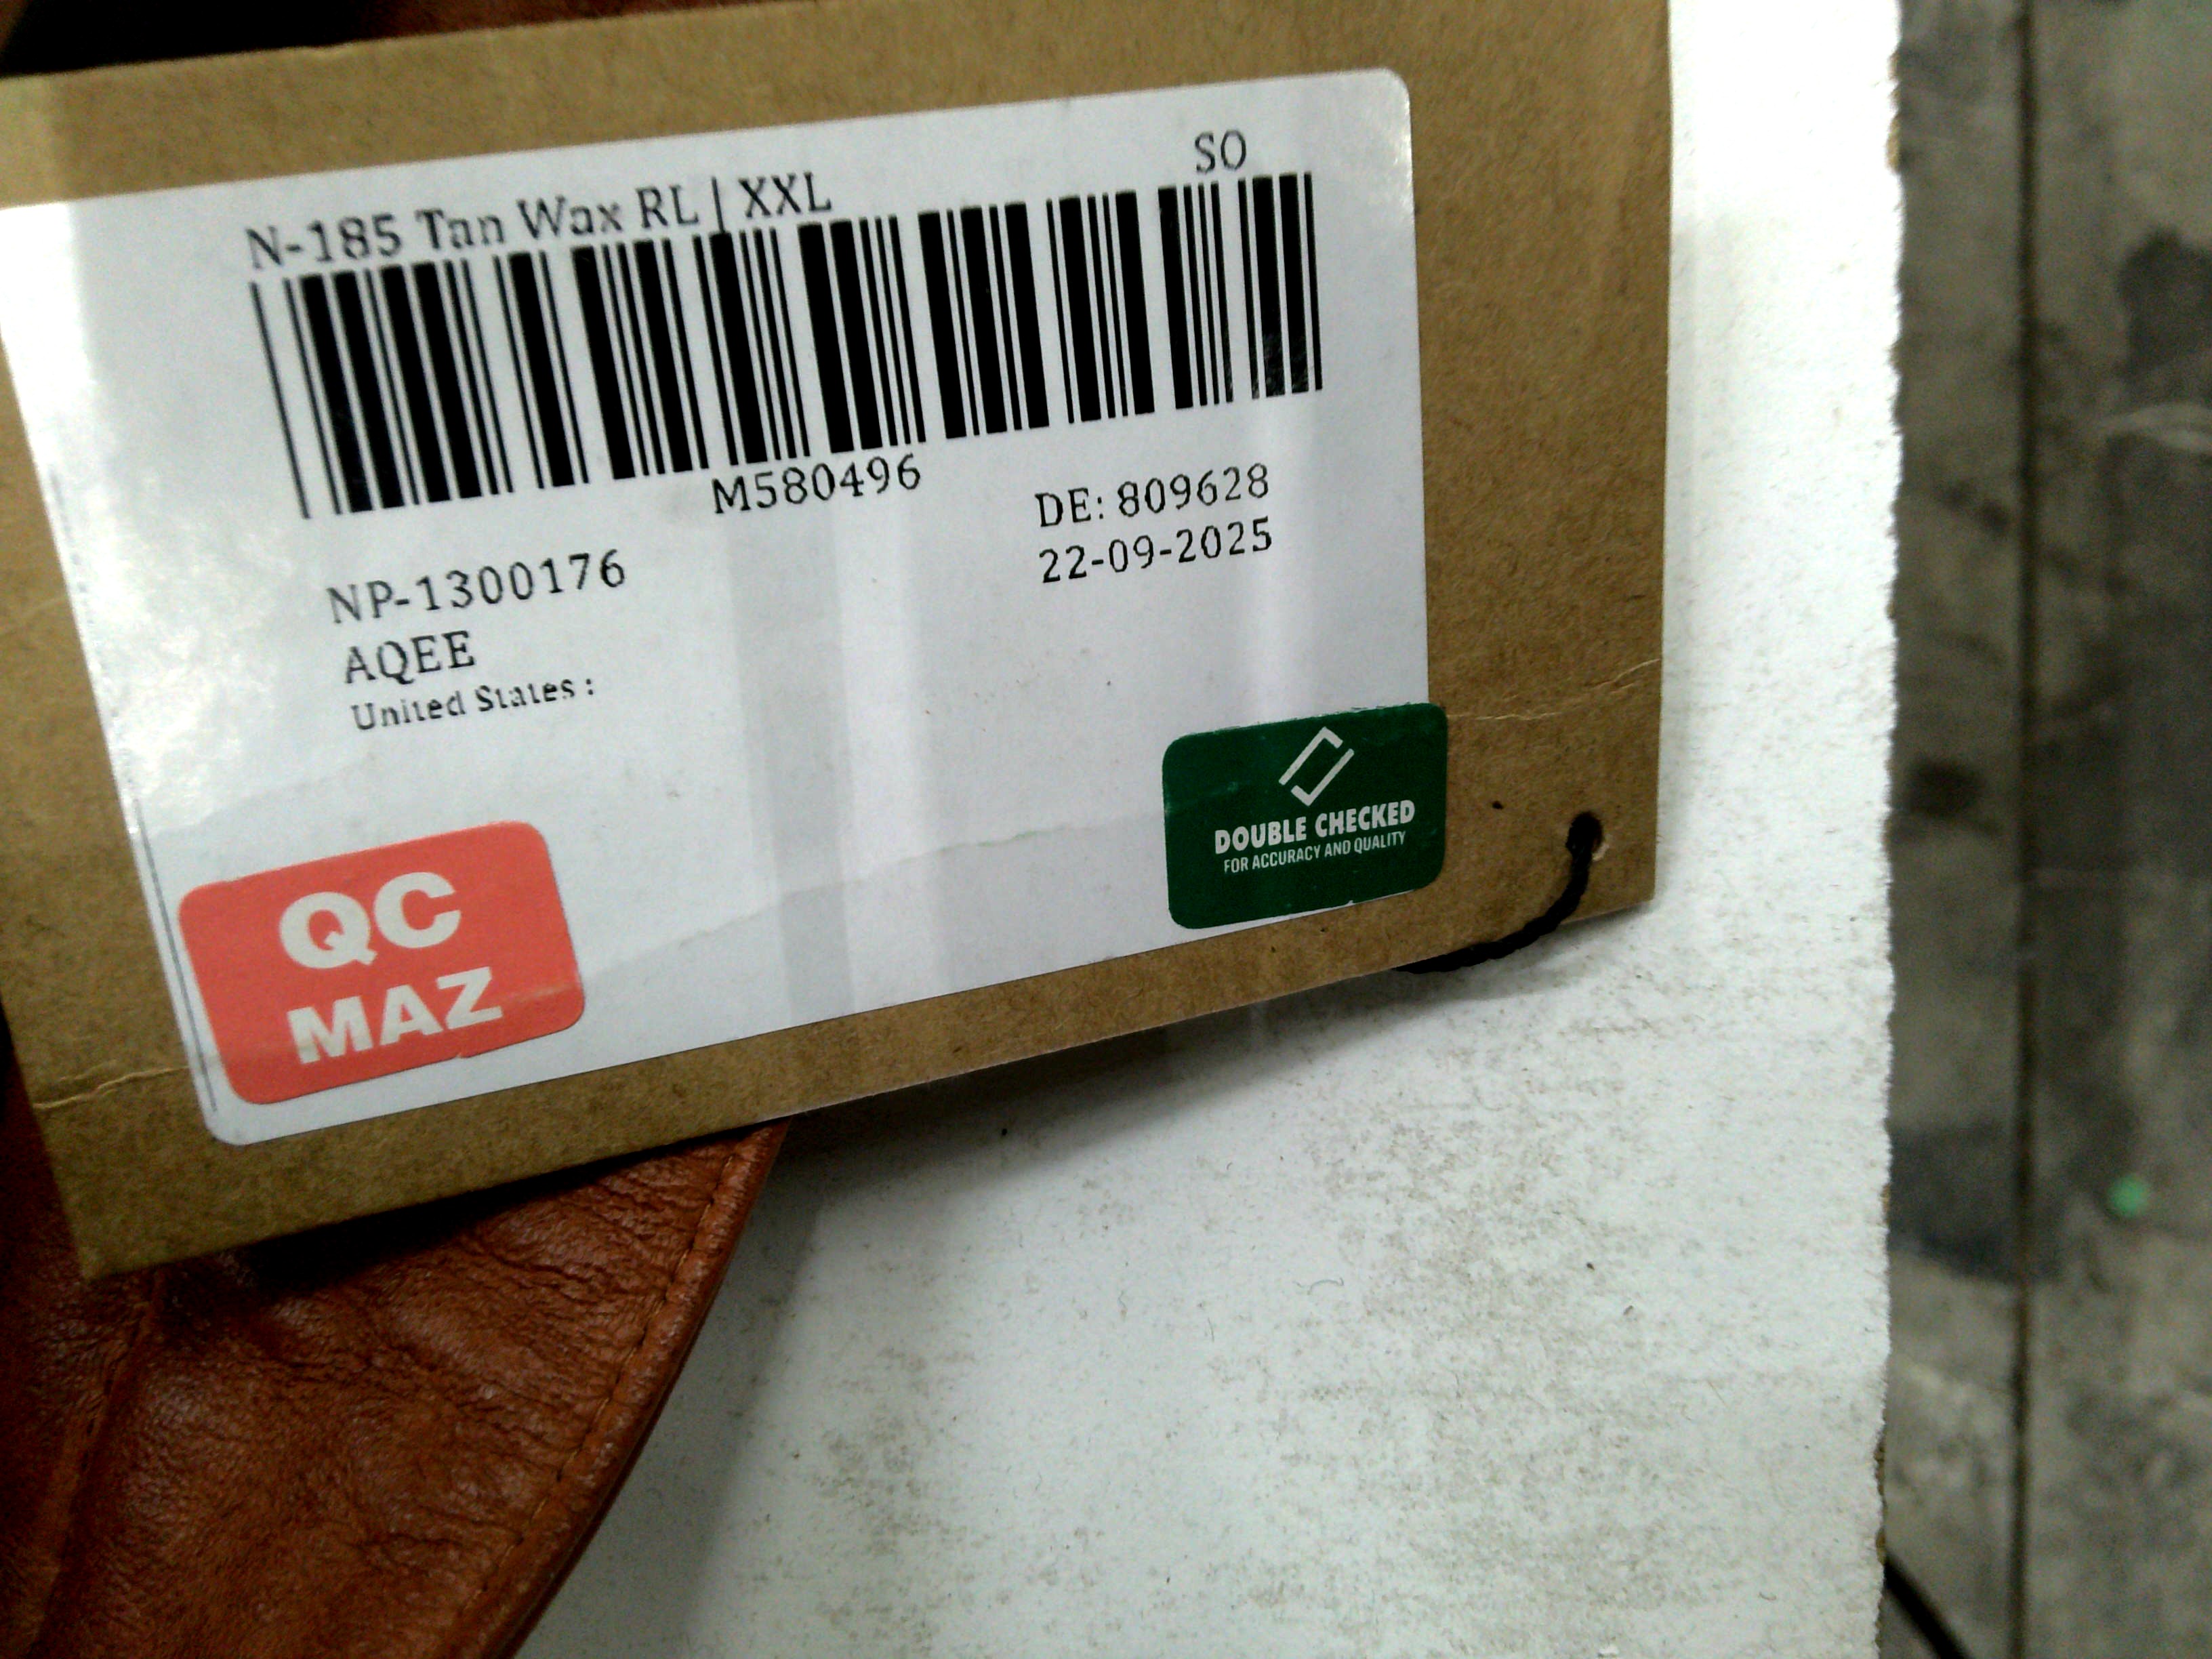 N-185 Tan Wax RL | XXL
SO
M580496
DE: 809628
22-09-2025
NP-1300176
AQEE
United States :
QC
MAZ
DOUBLE CHECKED
FOR ACCURACY AND QUALITY